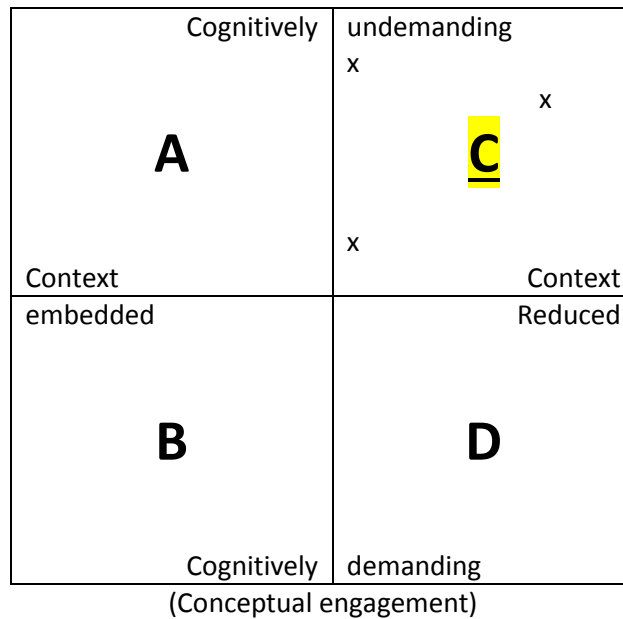 Cognitively undemanding
x
x
A C
x
Context Context
embedded Reduced
B D
Cognitively demanding
(Conceptual engagement)